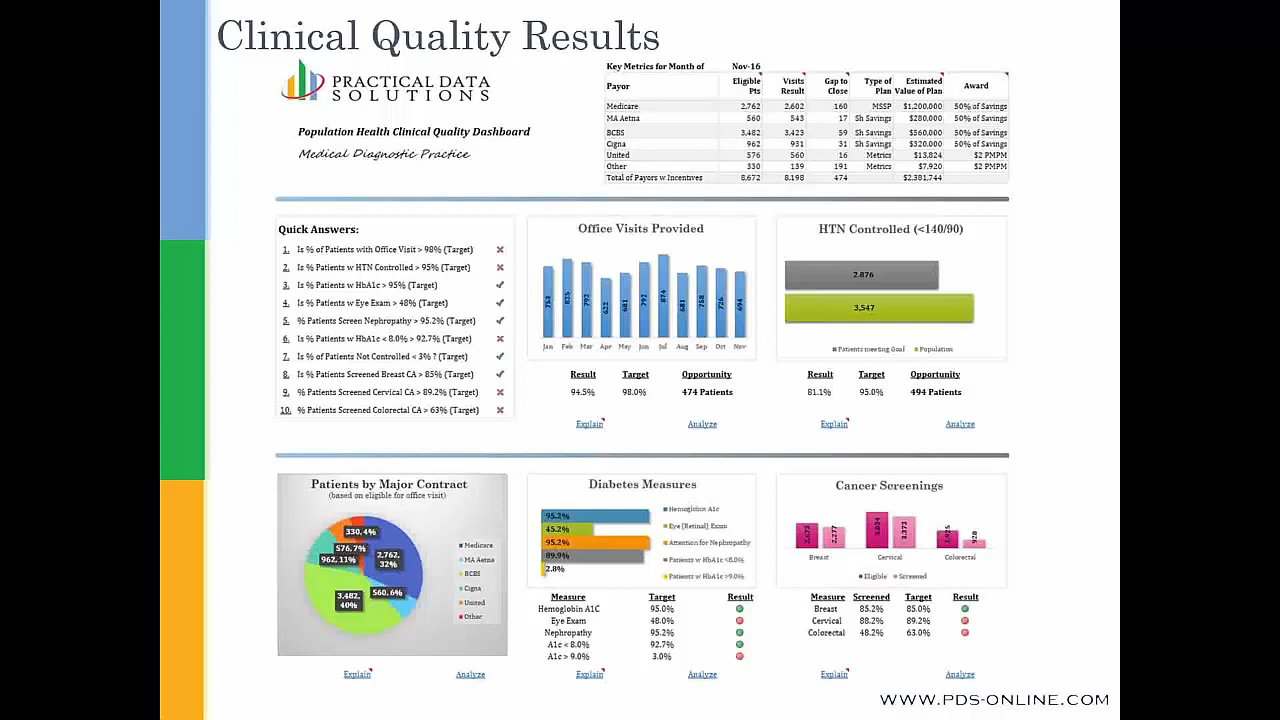 Clinical Quality Results
PRACTICAL DATA
SOLUTIONS
Population Health Clinical Quality Dashboard
Medical Diagnostic Practice
Key Metrics for Month of Nov-16
Payor Eligible Pts Visits Result Gap to Close Type of Plan Estimated Value of Plan Award
Medicare 2,762 2,602 160 MSSP $1,200,000 50% of Savings
MA Aetna 560 543 17 Sh Savings $280,000 50% of Savings
BCBS 3,482 3,423 59 Sh Savings $560,000 50% of Savings
Cigna 962 931 31 Sh Savings $320,000 50% of Savings
United 576 560 16 Metrics $13,824 $2 PMPM
Other 330 139 191 Metrics $7,920 $2 PMPM
Total of Payors w Incentives 8,672 8,198 474 $2,381,744
Quick Answers:
1. Is % of Patients with Office Visit > 98% (Target)
2. Is % Patients w HTN Controlled > 95% (Target)
3. Is % Patients w HbA1c > 95% (Target)
4. Is % Patients w Eye Exam > 48% (Target)
5. % Patients Screen Nephropathy > 95.2% (Target)
6. Is % Patients w HbA1c < 8.0% > 92.7% (Target)
7. Is % of Patients Not Controlled < 3% ? (Target)
8. Is % Patients Screened Breast CA > 85% (Target)
9. % Patients Screened Cervical CA > 89.2% (Target)
10. % Patients Screened Colorectal CA > 63% (Target)
Office Visits Provided
753 825 792 622 681 792 874 681 758 726 694
Jan Feb Mar Apr May Jun Jul Aug Sep Oct Nov
Result Target Opportunity
94.5% 98.0% 474 Patients
Explain Analyze
HTN Controlled (<140/90)
2,876
3,547
Patients meeting Goal Population
Result Target Opportunity
81.1% 95.0% 494 Patients
Explain Analyze
Patients by Major Contract
(based on eligible for office visit)
330, 4%
576, 7%
962, 11%
2,762, 32%
560, 6%
3,482, 40%
Medicare
MA Aetna
BCBS
Cigna
United
Other
Explain Analyze
Diabetes Measures
95.2%
45.2%
95.2%
89.9%
2.8%
Hemoglobin A1c
Eye (Retinal) Exam
Attention for Nephropathy
Patients w HbA1c <8.0%
Patients w HbA1c >9.0%
Measure Target Result
Hemoglobin A1C 95.0%
Eye Exam 48.0%
Nephropathy 95.2%
A1c < 8.0% 92.7%
A1c > 9.0% 3.0%
Explain Analyze
Cancer Screenings
Breast Cervical Colorectal
Eligible Screened
Measure Screened Target Result
Breast 85.2% 85.0%
Cervical 88.2% 89.2%
Colorectal 48.2% 63.0%
Explain Analyze
WWW.PDS-ONLINE.COM